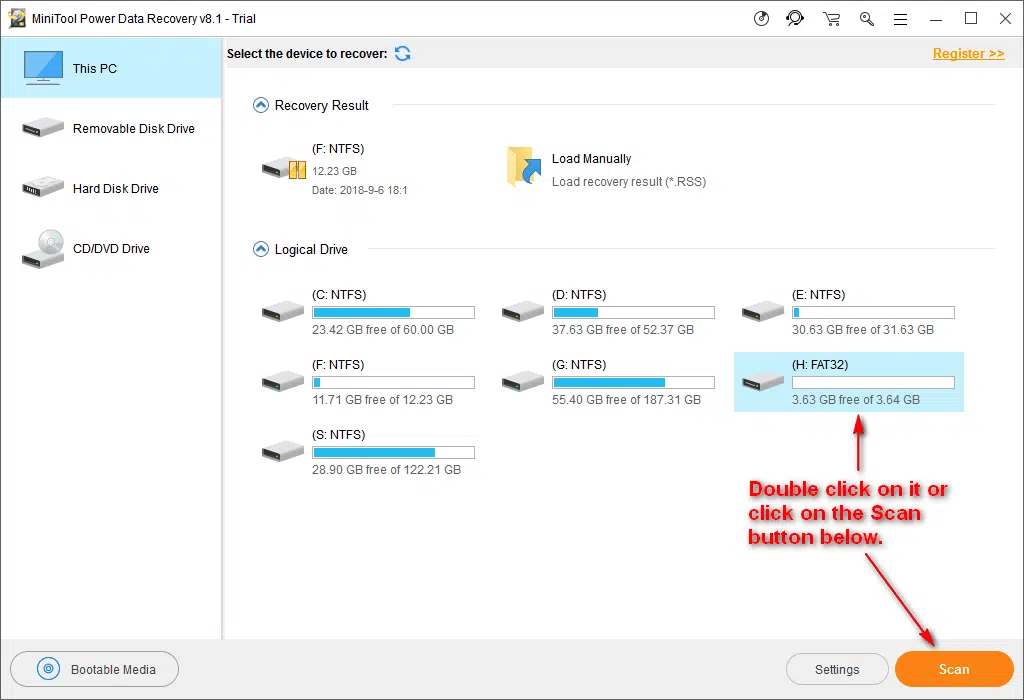 MiniTool Power Data Recovery v8.1 - Trial
This PC
Removable Disk Drive
Hard Disk Drive
CD/DVD Drive
Select the device to recover:
Register >>
Recovery Result
(F: NTFS)
12.23 GB
Date: 2018-9-6 18:1
Load Manually
Load recovery result (*.RSS)
Logical Drive
(C: NTFS)
23.42 GB free of 60.00 GB
(D: NTFS)
37.63 GB free of 52.37 GB
(E: NTFS)
30.63 GB free of 31.63 GB
(F: NTFS)
11.71 GB free of 12.23 GB
(G: NTFS)
55.40 GB free of 187.31 GB
(H: FAT32)
3.63 GB free of 3.64 GB
(S: NTFS)
28.90 GB free of 122.21 GB
Double click on it or
click on the Scan
button below.
Bootable Media
Settings
Scan